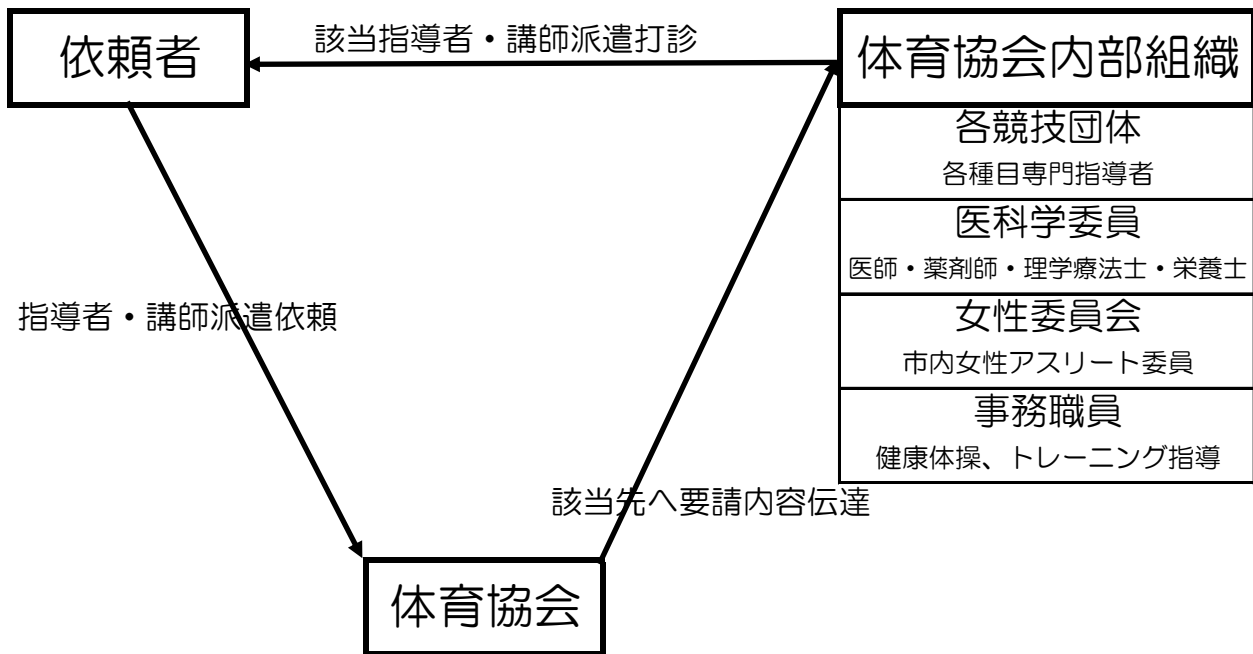 依頼者
該当指導者・講師派遣打診
体育協会内部組織
各競技団体
各種目専門指導者
医科学委員
医師・薬剤師・理学療法士・栄養士
女性委員会
市内女性アスリート委員
事務職員
健康体操、トレーニング指導
指導者・講師派遣依頼
該当先へ要請内容伝達
体育協会